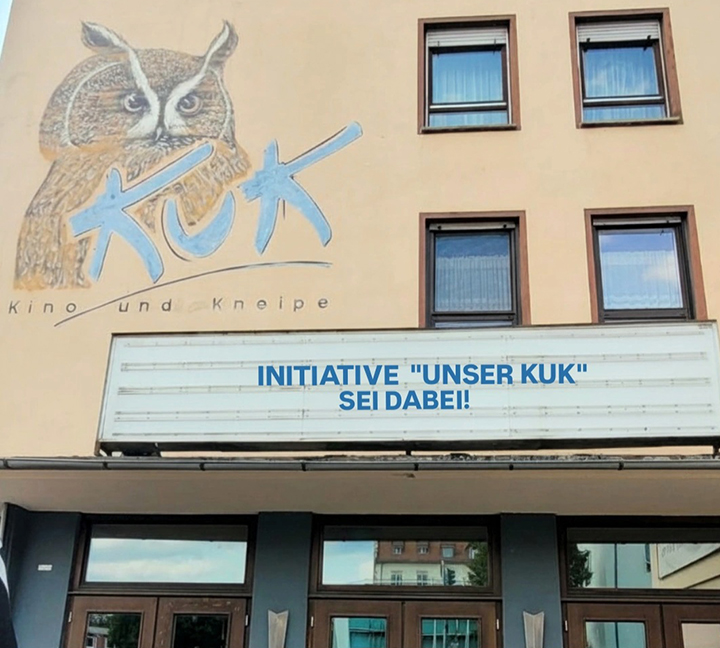 KUK
Kino und Kneipe
INITIATIVE "UNSER KUK"
SEI DABEI!